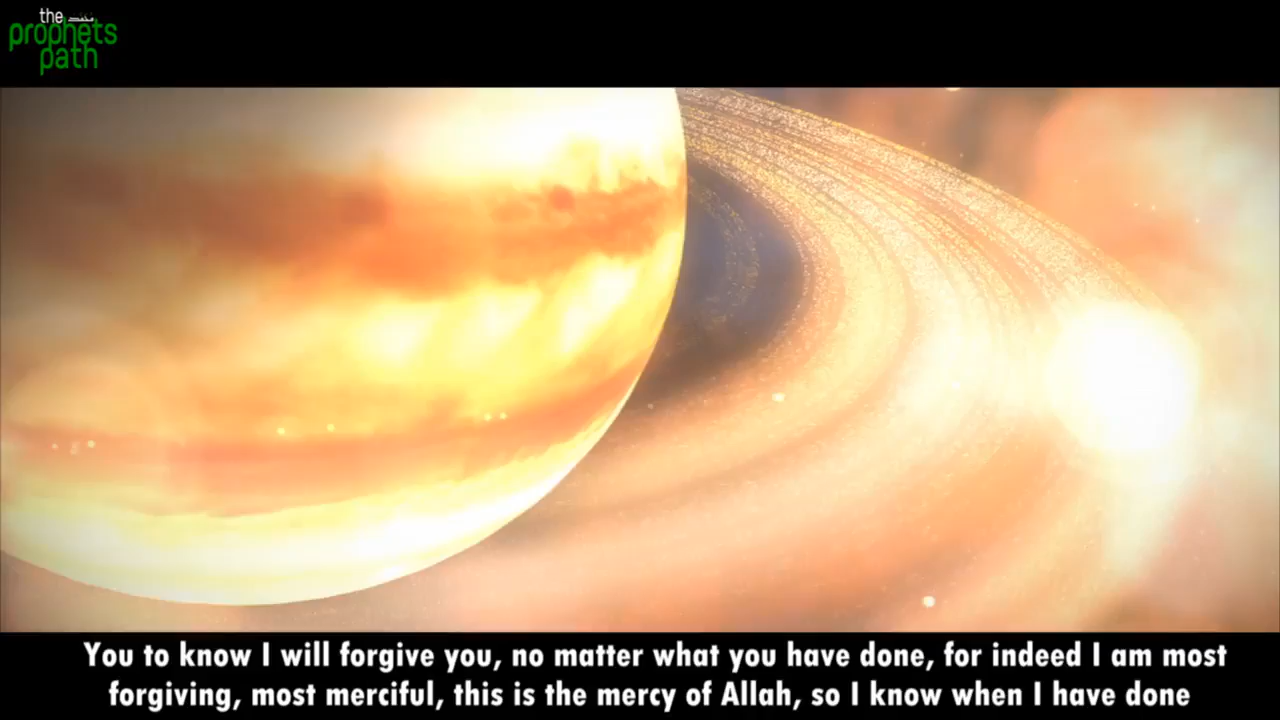 the محمد
prophets
path
You to know I will forgive you, no matter what you have done, for indeed I am most
forgiving, most merciful, this is the mercy of Allah, so I know when I have done